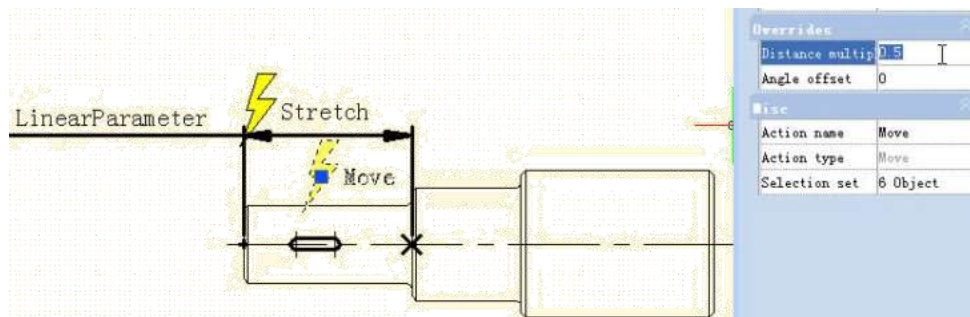 LinearParameter
Stretch
Move
Overrides
Distance multip 0.5
Angle offset 0
Misc
Action name Move
Action type Move
Selection set 6 Object